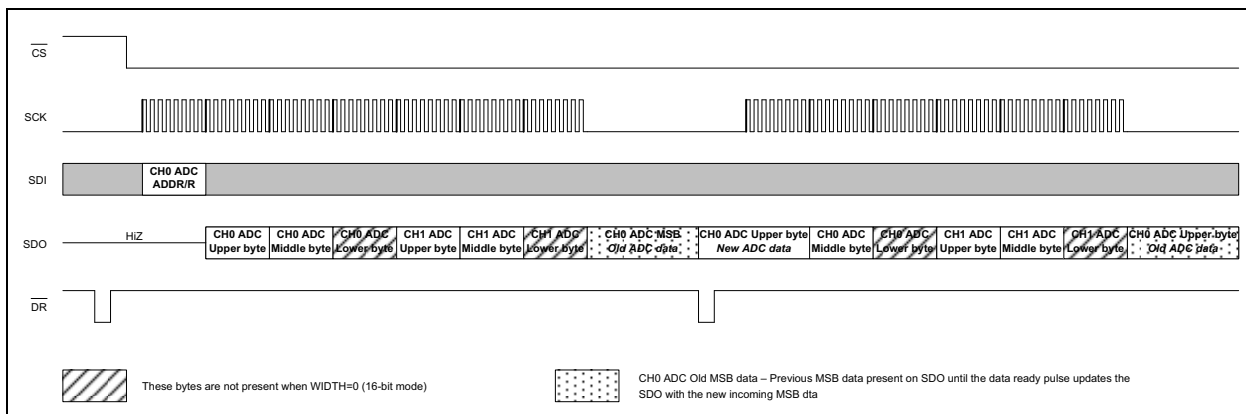 CS
SCK
SDI
CH0 ADC
ADDR/R
SDO
HiZ
CH0 ADC
Upper byte
CH0 ADC
Middle byte
CH0 ADC
Lower byte
CH1 ADC
Upper byte
CH1 ADC
Middle byte
CH1 ADC
Lower byte
CH0 ADC MSB
Old ADC data
CH0 ADC Upper byte
New ADC data
CH0 ADC
Middle byte
CH0 ADC
Lower byte
CH1 ADC
Upper byte
CH1 ADC
Middle byte
CH1 ADC
Lower byte
CH0 ADC Upper byte
Old ADC data
DR
These bytes are not present when WIDTH=0 (16-bit mode)
CH0 ADC Old MSB data – Previous MSB data present on SDO until the data ready pulse updates the
SDO with the new incoming MSB dta